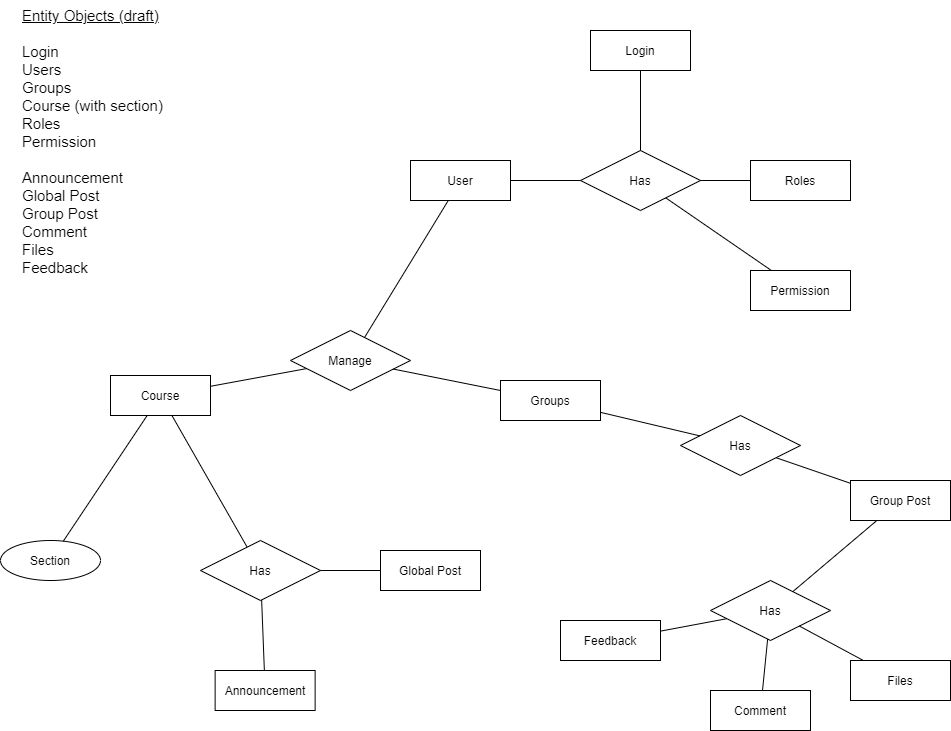 Entity Objects (draft)
Login
Users
Groups
Course (with section)
Roles
Permission
Announcement
Global Post
Group Post
Comment
Files
Feedback
Login
User
Has
Roles
Permission
Manage
Course
Groups
Has
Group Post
Section
Has
Global Post
Has
Feedback
Files
Announcement
Comment